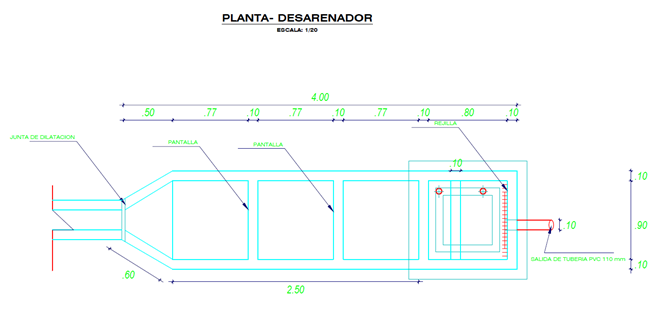 PLANTA- DESARENADOR
ESCALA: 1/20
4.00
.50 .77 .10 .77 .10 .77 .10 .80 .10
JUNTA DE DILATACION
PANTALLA
PANTALLA
REJILLA
.10
.10
.10
.90
SALIDA DE TUBERIA PVC 110 mm
.10
.60
2.50